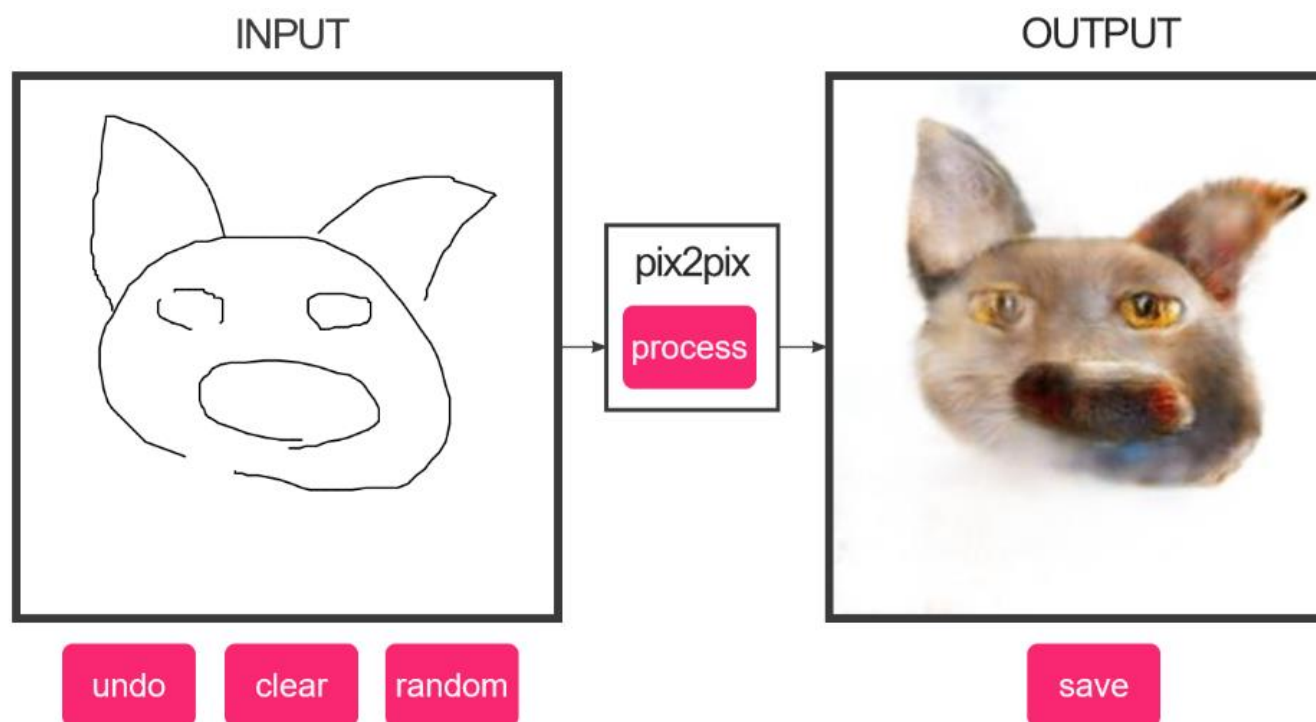 INPUT
OUTPUT
pix2pix
process
undo
clear
random
save